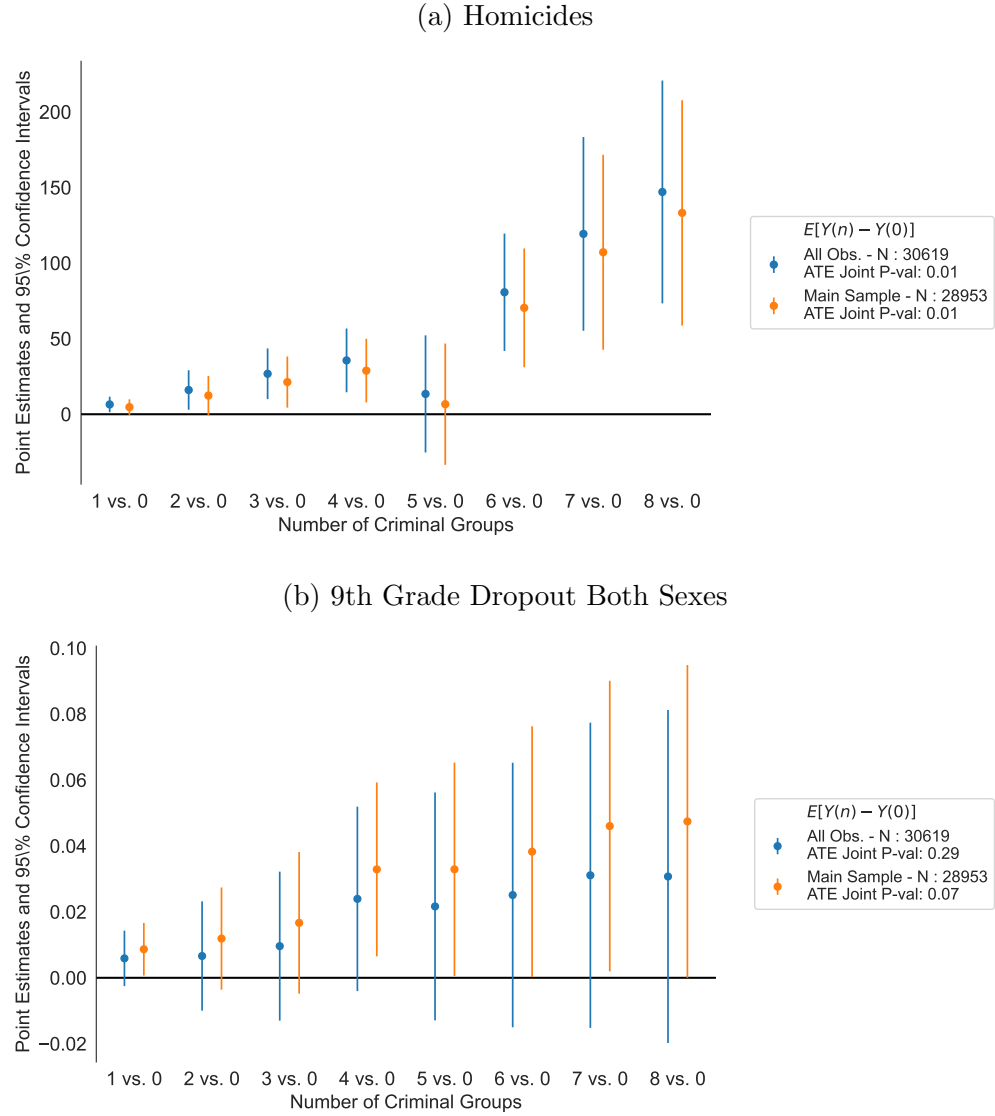 (a) Homicides
Point Estimates and 95\% Confidence Intervals
200
150
100
50
0
1 vs. 0 2 vs. 0 3 vs. 0 4 vs. 0 5 vs. 0 6 vs. 0 7 vs. 0 8 vs. 0
Number of Criminal Groups
E[Y(n) − Y(0)]
All Obs. - N : 30619
ATE Joint P-val: 0.01
Main Sample - N : 28953
ATE Joint P-val: 0.01
(b) 9th Grade Dropout Both Sexes
Point Estimates and 95\% Confidence Intervals
0.10
0.08
0.06
0.04
0.02
0.00
−0.02
1 vs. 0 2 vs. 0 3 vs. 0 4 vs. 0 5 vs. 0 6 vs. 0 7 vs. 0 8 vs. 0
Number of Criminal Groups
E[Y(n) − Y(0)]
All Obs. - N : 30619
ATE Joint P-val: 0.29
Main Sample - N : 28953
ATE Joint P-val: 0.07